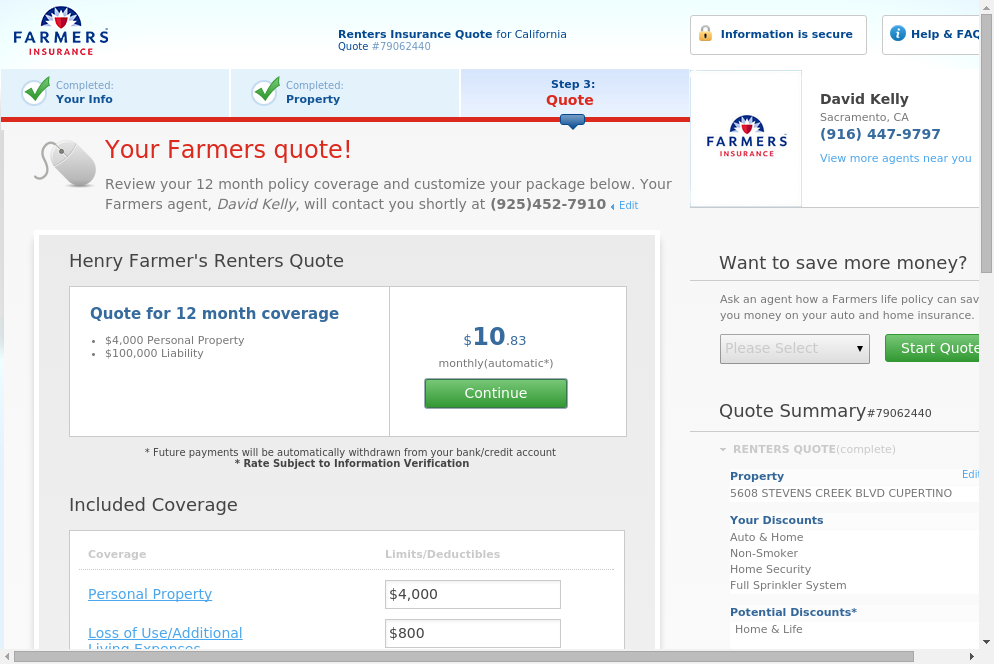 FARMERS
INSURANCE
Renters Insurance Quote for California
Quote #79062440
Information is secure
Help & FAQ
Completed:
Your Info
Completed:
Property
Step 3:
Quote
FARMERS
INSURANCE
David Kelly
Sacramento, CA
(916) 447-9797
View more agents near you
Your Farmers quote!
Review your 12 month policy coverage and customize your package below. Your
Farmers agent, David Kelly, will contact you shortly at (925)452-7910 Edit
Henry Farmer's Renters Quote
Quote for 12 month coverage
• $4,000 Personal Property
• $100,000 Liability
$10.83
monthly(automatic*)
Continue
* Future payments will be automatically withdrawn from your bank/credit account
* Rate Subject to Information Verification
Included Coverage
Coverage Limits/Deductibles
Personal Property $4,000
Loss of Use/Additional $800
Living Expenses
Want to save more money?
Ask an agent how a Farmers life policy can sav
you money on your auto and home insurance.
Please Select Start Quote
Quote Summary#79062440
RENTERS QUOTE(complete)
Property Edit
5608 STEVENS CREEK BLVD CUPERTINO
Your Discounts
Auto & Home
Non-Smoker
Home Security
Full Sprinkler System
Potential Discounts*
Home & Life